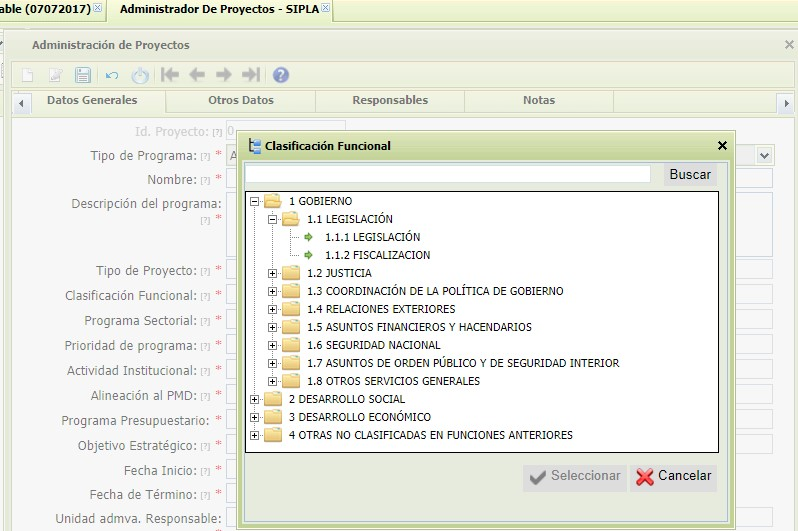 able (07072017)
Administrador De Proyectos - SIPLA
Administración de Proyectos
Datos Generales
Otros Datos
Responsables
Notas
Id. Proyecto: [?] 0
Tipo de Programa: [?] * A
Nombre: [?] *
Descripción del programa:
[?] *
Tipo de Proyecto: [?] *
Clasificación Funcional: [?] *
Programa Sectorial: [?] *
Prioridad de programa: [?] *
Actividad Institucional: [?] *
Alineación al PMD: [?] *
Programa Presupuestario: *
Objetivo Estratégico: [?] *
Fecha Inicio: [?] *
Fecha de Término: [?] *
Unidad admva. Responsable:
Clasificación Funcional
Buscar
1 GOBIERNO
1.1 LEGISLACIÓN
1.1.1 LEGISLACIÓN
1.1.2 FISCALIZACION
1.2 JUSTICIA
1.3 COORDINACIÓN DE LA POLÍTICA DE GOBIERNO
1.4 RELACIONES EXTERIORES
1.5 ASUNTOS FINANCIEROS Y HACENDARIOS
1.6 SEGURIDAD NACIONAL
1.7 ASUNTOS DE ORDEN PÚBLICO Y DE SEGURIDAD INTERIOR
1.8 OTROS SERVICIOS GENERALES
2 DESARROLLO SOCIAL
3 DESARROLLO ECONÓMICO
4 OTRAS NO CLASIFICADAS EN FUNCIONES ANTERIORES
Seleccionar
Cancelar